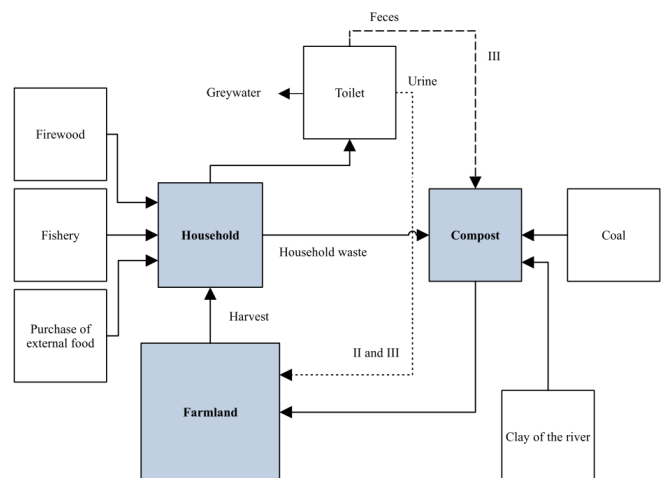 Feces
III
Urine
Greywater
Toilet
Firewood
Fishery
Household
Compost
Coal
Household waste
Purchase of
external food
Harvest
II and III
Farmland
Clay of the river